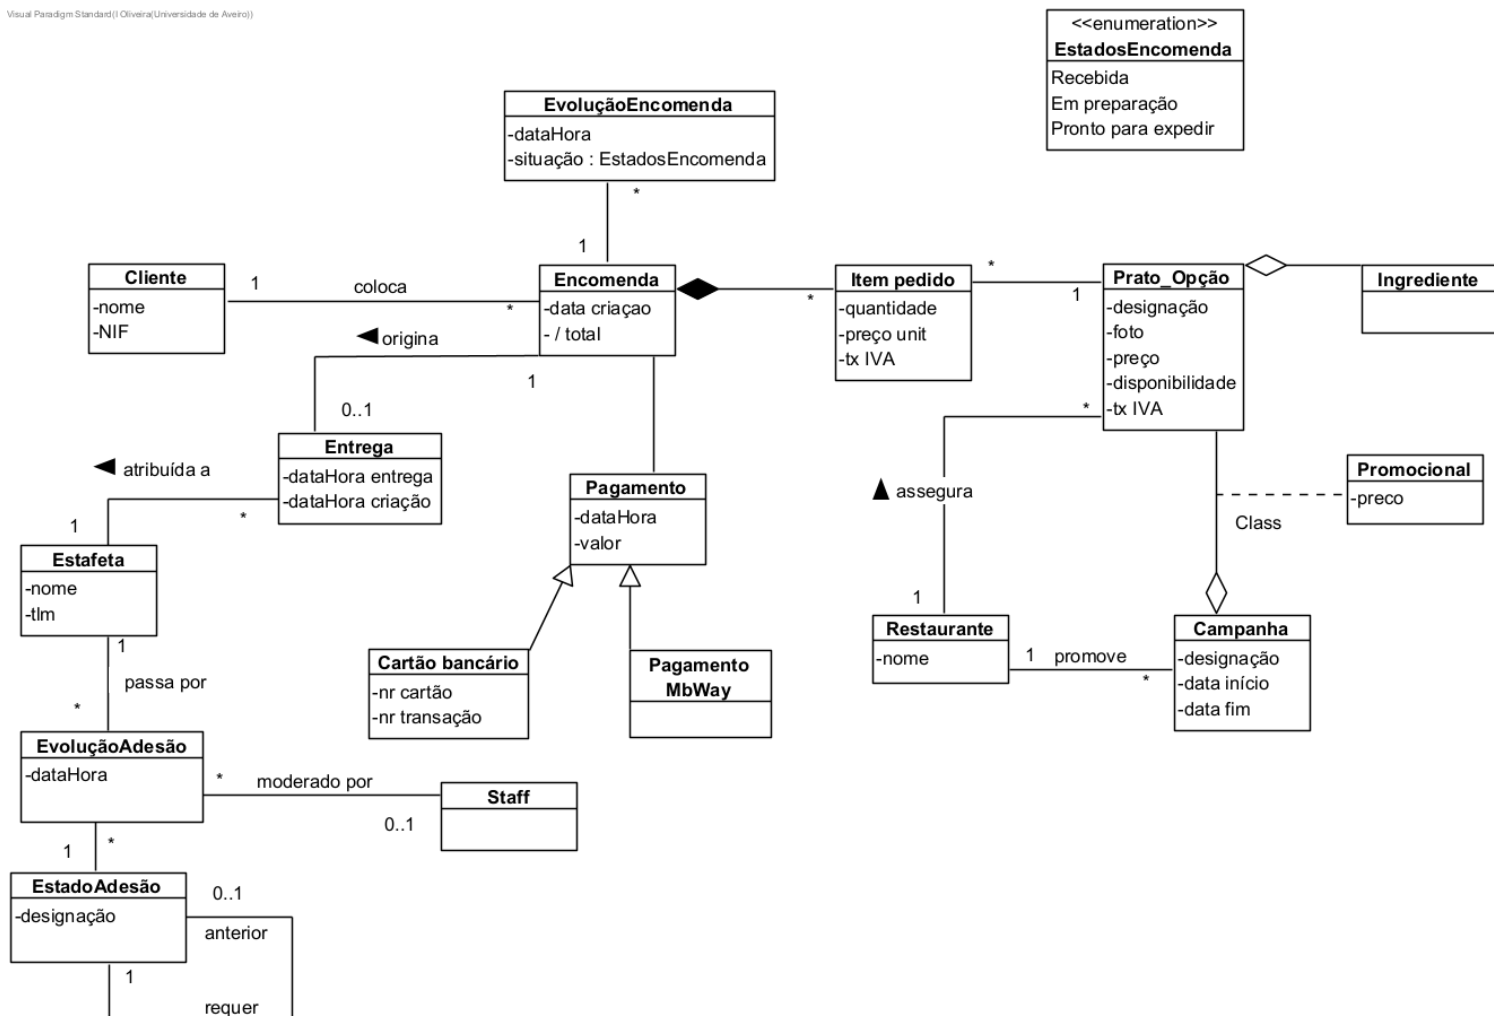 Visual Paradigm Standard(I Oliveira(Universidade de Aveiro))
<<enumeration>>
EstadosEncomenda
Recebida
Em preparação
Pronto para expedir
EvoluçãoEncomenda
-dataHora
-situação : EstadosEncomenda
*
1
Cliente
-nome
-NIF
1
coloca
*
Encomenda
-data criaçao
- / total
*
Item pedido
-quantidade
-preço unit
-tx IVA
*
1
Prato_Opção
-designação
-foto
-preço
-disponibilidade
-tx IVA
Ingrediente
origina
1
0..1
Entrega
-dataHora entrega
-dataHora criação
atribuída a
1
*
Estafeta
-nome
-tlm
Pagamento
-dataHora
-valor
Cartão bancário
-nr cartão
-nr transação
Pagamento
MbWay
*
assegura
1
Restaurante
-nome
1
promove
*
Campanha
-designação
-data início
-data fim
Promocional
-preco
Class
1
passa por
*
EvoluçãoAdesão
-dataHora
*
moderado por
0..1
Staff
1
*
EstadoAdesão
-designação
0..1
anterior
1
requer